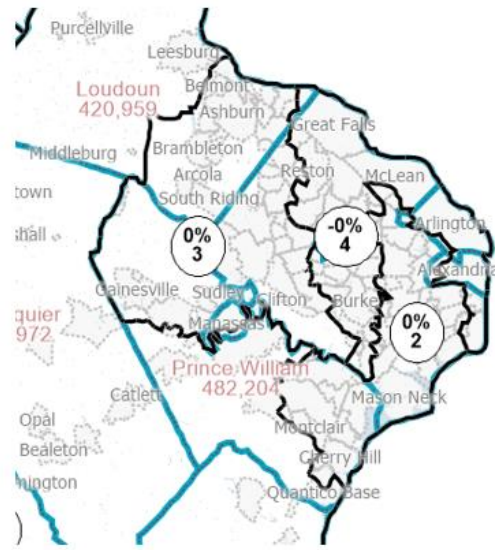 Purcellville
Leesburg
Loudoun
420,959
Belmont
Ashburn
Great Falls
Brambleton
Middleburg
Reston
McLean
Arcola
town
South Riding
Arlington
0%
3
-0%
4
Alexandria
Gainesville
Sudley
Clifton
Burke
quier
972
Manassas
0%
2
Prince William
482,204
Catlett
Mason Neck
Opal
Montclair
Bealeton
Cherry Hill
Quantico Base